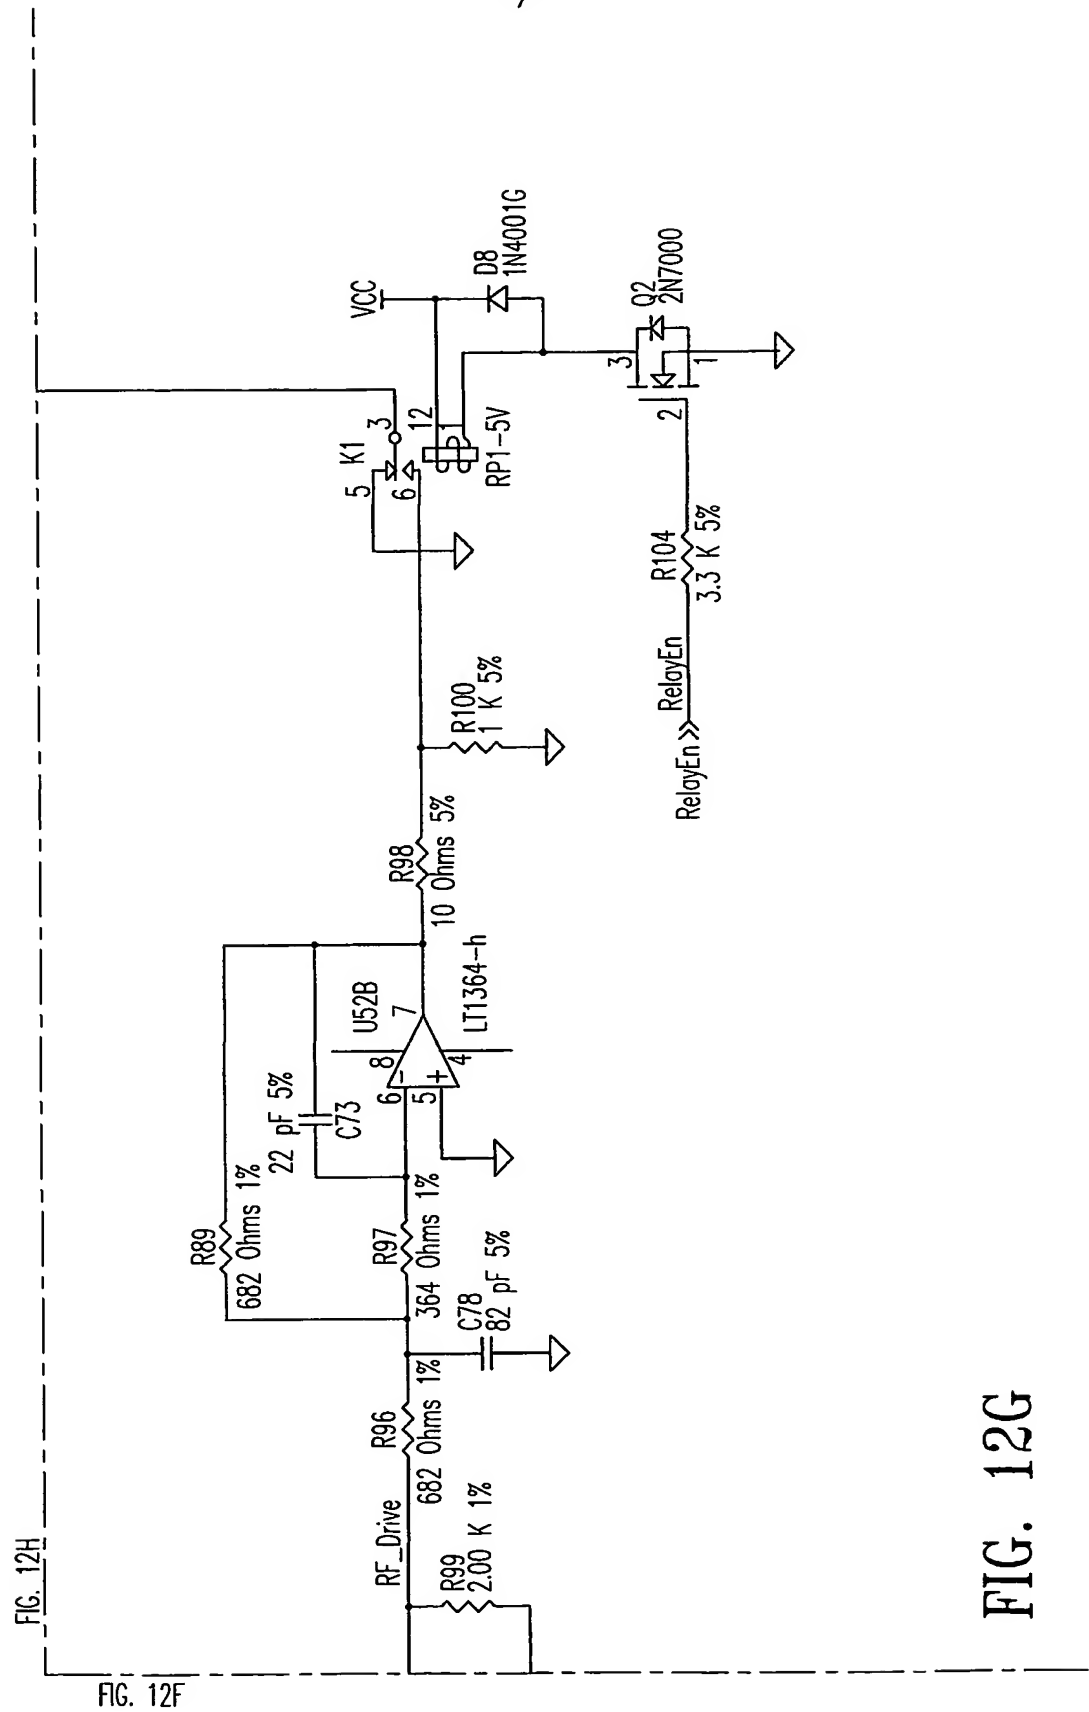 FIG. 12H
FIG. 12F
RF_Drive
R99
2.00 K 1%
R96
682 Ohms 1%
C78
82 pF 5%
R89
682 Ohms 1%
R97
364 Ohms 1%
22 pF 5%
C73
6
5
−
+
8
4
7
U52B
LT1364-h
R98
10 Ohms 5%
R100
1 K 5%
K1
5
6
3
12
1
RP1-5V
VCC
D8
1N4001G
Q2
2N7000
3
2
1
R104
3.3 K 5%
RelayEn
RelayEn
FIG. 12G